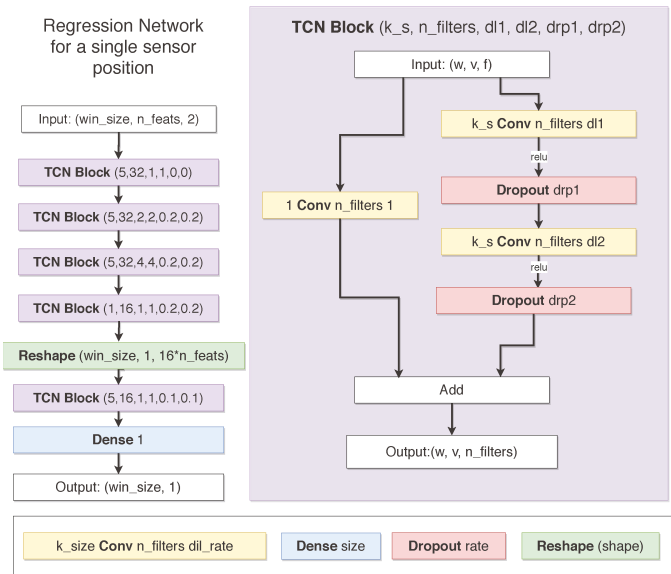 Regression Network
for a single sensor
position
Input: (win_size, n_feats, 2)
TCN Block (5,32,1,1,0,0)
TCN Block (5,32,2,2,0.2,0.2)
TCN Block (5,32,4,4,0.2,0.2)
TCN Block (1,16,1,1,0.2,0.2)
Reshape (win_size, 1, 16*n_feats)
TCN Block (5,16,1,1,0.1,0.1)
Dense 1
Output: (win_size, 1)
TCN Block (k_s, n_filters, dl1, dl2, drp1, drp2)
Input: (w, v, f)
k_s Conv n_filters dl1
relu
Dropout drp1
1 Conv n_filters 1
k_s Conv n_filters dl2
relu
Dropout drp2
Add
Output:(w, v, n_filters)
k_size Conv n_filters dil_rate
Dense size
Dropout rate
Reshape (shape)